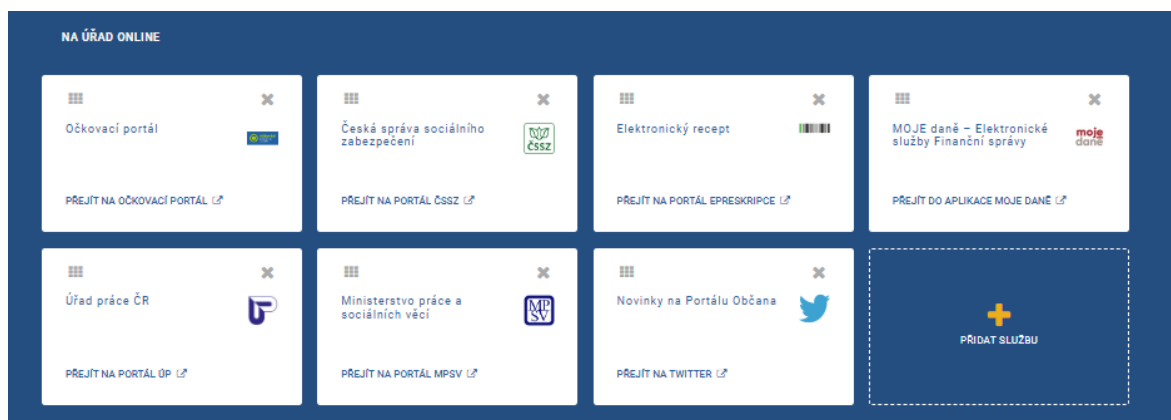 NA ÚŘAD ONLINE
Očkovací portál
PŘEJÍT NA OČKOVACÍ PORTÁL
Česká správa sociálního
zabezpečení
ČSSZ
PŘEJÍT NA PORTÁL ČSSZ
Elektronický recept
PŘEJÍT NA PORTÁL EPRESKRIPCE
MOJE daně – Elektronické
služby Finanční správy
moje
daně
PŘEJÍT DO APLIKACE MOJE DANĚ
Úřad práce ČR
PŘEJÍT NA PORTÁL ÚP
Ministerstvo práce a
sociálních věcí
MP
SV
PŘEJÍT NA PORTÁL MPSV
Novinky na Portálu Občana
PŘEJÍT NA TWITTER
PŘIDAT SLUŽBU